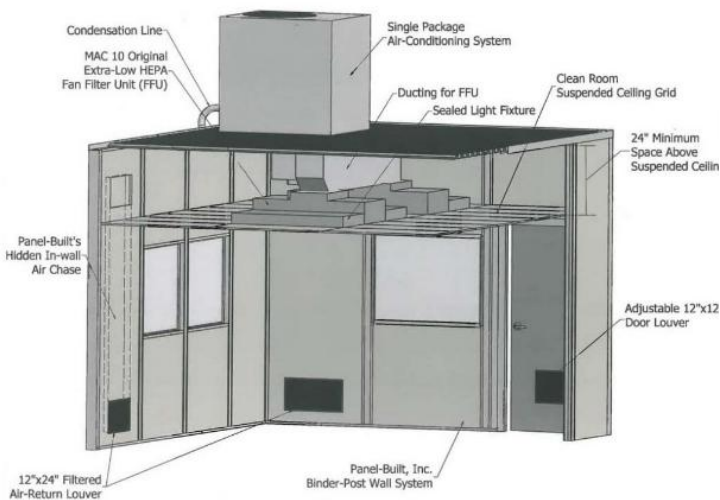 Condensation Line
MAC 10 Original
Extra-Low HEPA
Fan Filter Unit (FFU)
Single Package
Air-Conditioning System
Ducting for FFU
Sealed Light Fixture
Clean Room
Suspended Ceiling Grid
24" Minimum
Space Above
Suspended Ceilin
Panel-Built's
Hidden In-wall
Air Chase
Adjustable 12"x12
Door Louver
12"x24" Filtered
Air-Return Louver
Panel-Built, Inc.
Binder-Post Wall System